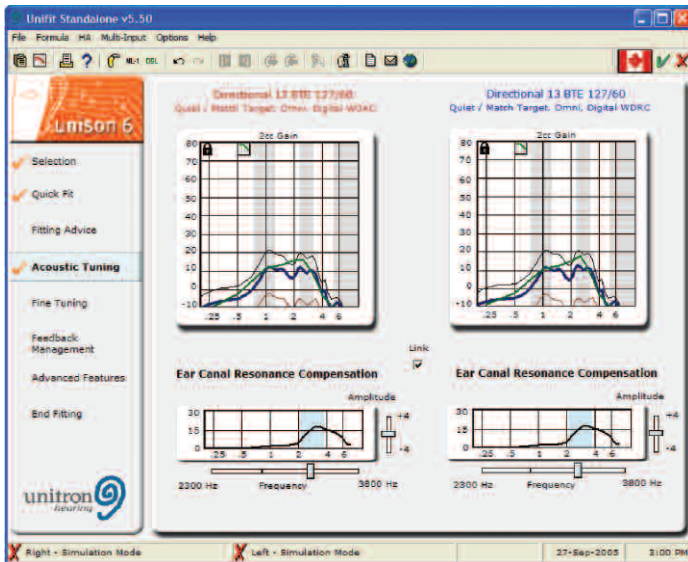 Unifit Standalone v5.50
File Formula HA Multi-Input Options Help
NL-1 DSL
Unison 6
Selection
Quick Fit
Fitting Advice
Acoustic Tuning
Fine Tuning
Feedback
Management
Advanced Features
End Fitting
unitron
hearing
Directional 13 BTE 127/60
Quiet / Match Target, Omni, Digital WDRC
2cc Gain
80
70
60
50
40
30
20
10
0
-10
.25 .5 1 2 4 6
Ear Canal Resonance Compensation
Amplitude
30
15
0
.25 .5 1 2 4 6
+4
-4
2300 Hz Frequency 3800 Hz
Link
Directional 13 BTE 127/60
Quiet / Match Target, Omni, Digital WDRC
2cc Gain
80
70
60
50
40
30
20
10
0
-10
.25 .5 1 2 4 6
Ear Canal Resonance Compensation
Amplitude
30
15
0
.25 .5 1 2 4 6
+4
-4
2300 Hz Frequency 3800 Hz
Right - Simulation Mode
Left - Simulation Mode
27-Sep-2005
3:00 PM